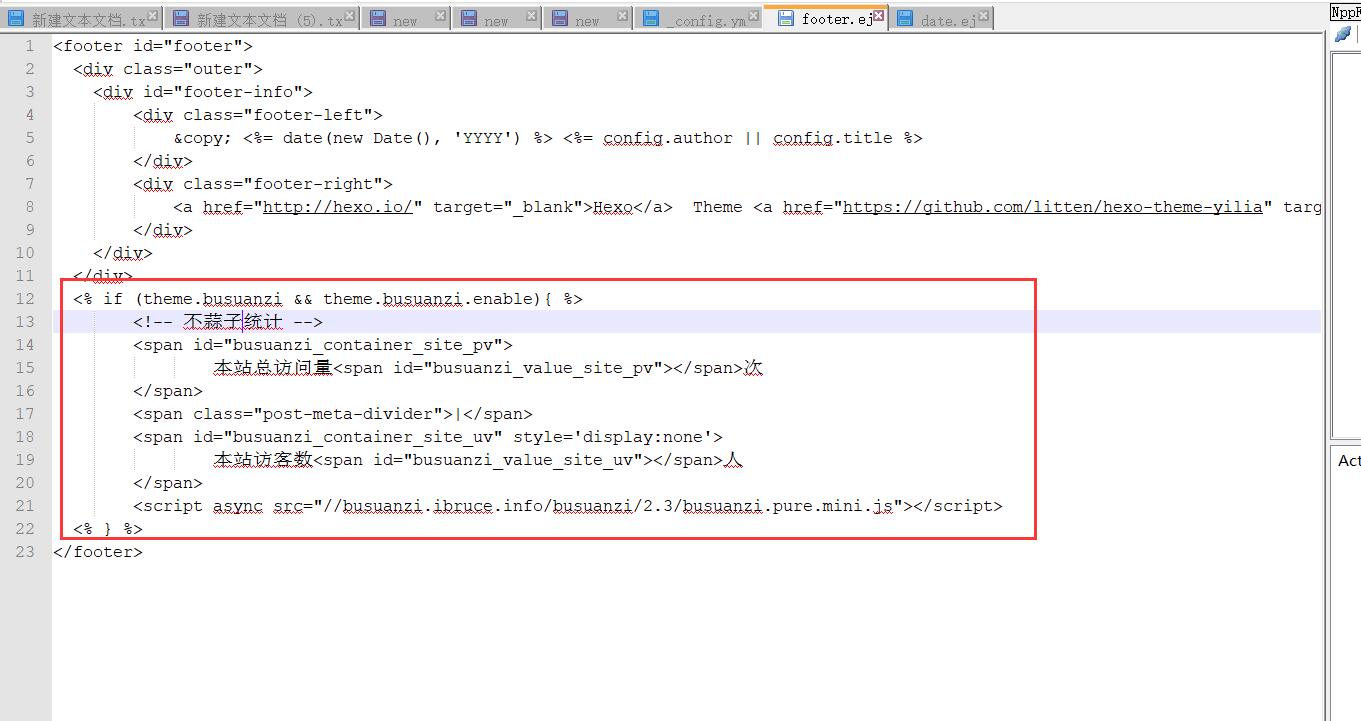 新建文本文档.tx 新建文本文档 (5).tx new new new _config.ym footer.ej date.ej
NppF
1 <footer id="footer">
2 <div class="outer">
3 <div id="footer-info">
4 <div class="footer-left">
5 &copy; <%= date(new Date(), 'YYYY') %> <%= config.author || config.title %>
6 </div>
7 <div class="footer-right">
8 <a href="http://hexo.io/" target="_blank">Hexo</a>  Theme <a href="https://github.com/litten/hexo-theme-yilia" targ
9 </div>
10 </div>
11 </div>
12 <% if (theme.busuanzi && theme.busuanzi.enable){ %>
13 <!-- 不蒜子统计 -->
14 <span id="busuanzi_container_site_pv">
15 本站总访问量<span id="busuanzi_value_site_pv"></span>次
16 </span>
17 <span class="post-meta-divider">|</span>
18 <span id="busuanzi_container_site_uv" style='display:none'>
19 本站访客数<span id="busuanzi_value_site_uv"></span>人
20 </span>
21 <script async src="//busuanzi.ibruce.info/busuanzi/2.3/busuanzi.pure.mini.js"></script>
22 <% } %>
23 </footer>
Act